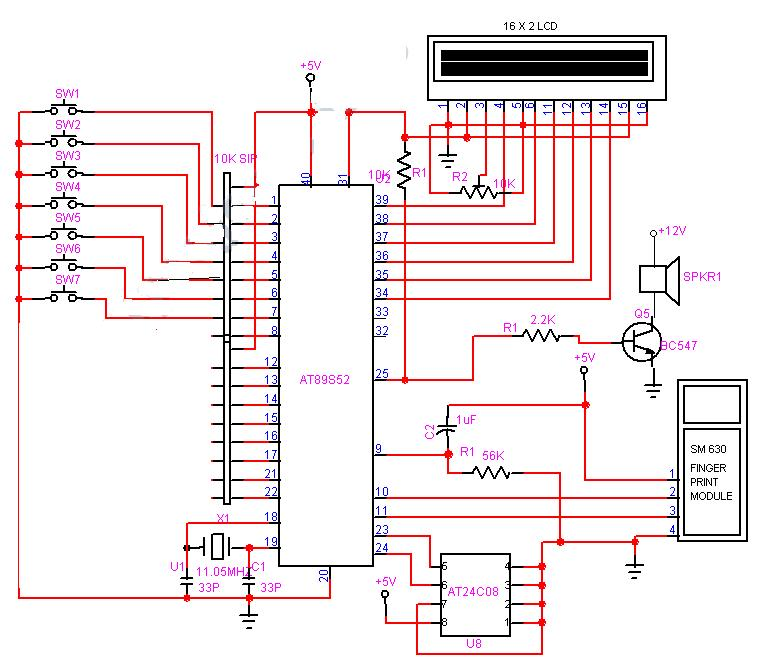 16 X 2 LCD
+5V
1 2 3 4 5 6 11 12 13 14 15 16
SW1
SW2
SW3
SW4
SW5
SW6
SW7
10K SIP
40
31
10K
U2
R1
R2
10K
1
2
3
4
5
6
7
8
12
13
14
15
16
17
21
22
18
19
20
AT89S52
39
38
37
36
35
34
33
32
25
9
10
11
23
24
+12V
SPKR1
Q5
BC547
R1
2.2K
+5V
C2
1uF
R1
56K
SM 630
FINGER
PRINT
MODULE
1
2
3
4
X1
U1
11.05MHZ
C1
33P
33P
+5V
5
6
7
8
4
3
2
1
AT24C08
U8